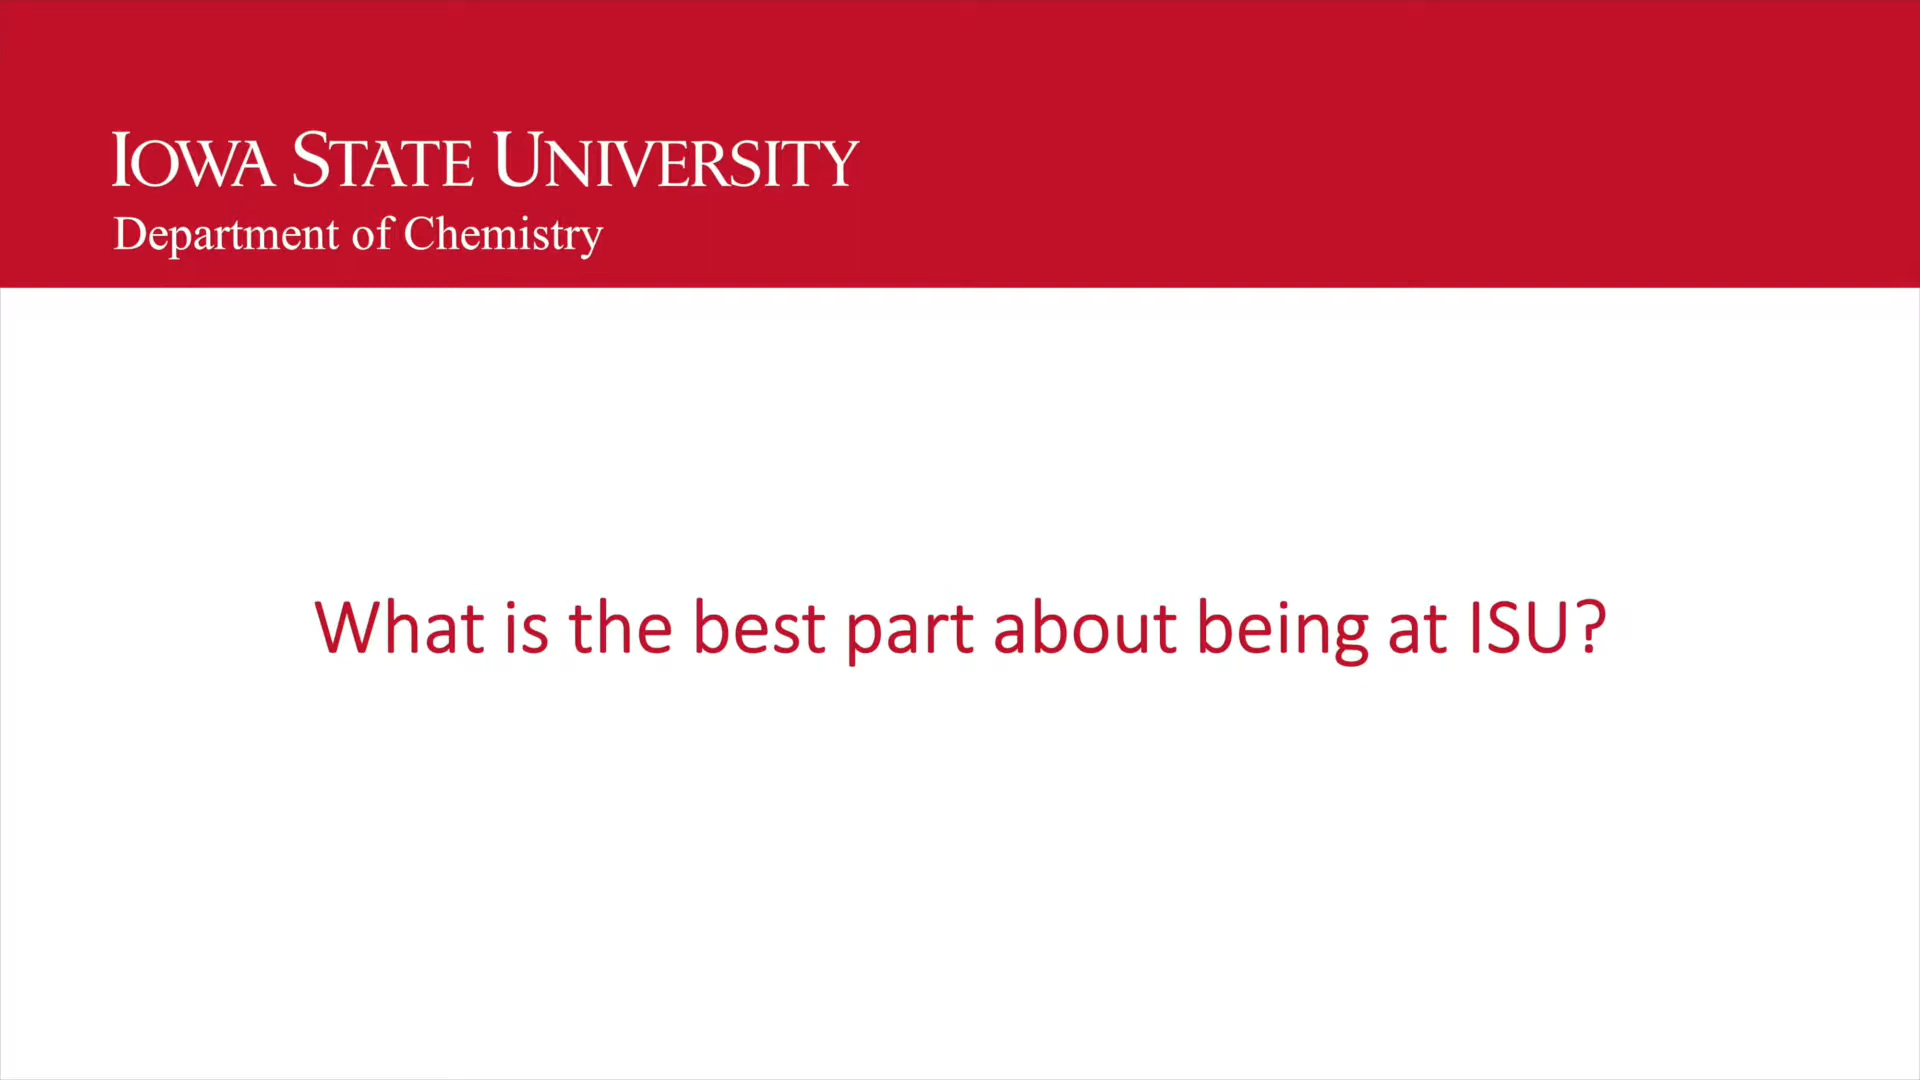 IOWA STATE UNIVERSITY
Department of Chemistry
What is the best part about being at ISU?